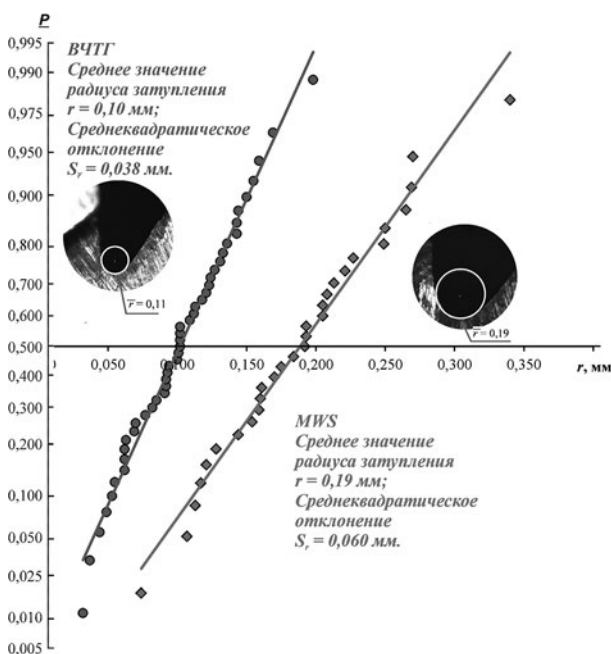 P
0,995
0,990
0,975
0,950
0,900
0,800
0,700
0,600
0,500
0,400
0,300
0,200
0,100
0,050
0,025
0,010
0,005
ВЧТГ
Среднее значение
радиуса затупления
r = 0,10 мм;
Среднеквадратическое
отклонение
Sr = 0,038 мм.
r = 0,11
r = 0,19
0,050 0,100 0,150 0,200 0,250 0,300 0,350 r, мм
MWS
Среднее значение
радиуса затупления
r = 0,19 мм;
Среднеквадратическое
отклонение
Sr = 0,060 мм.